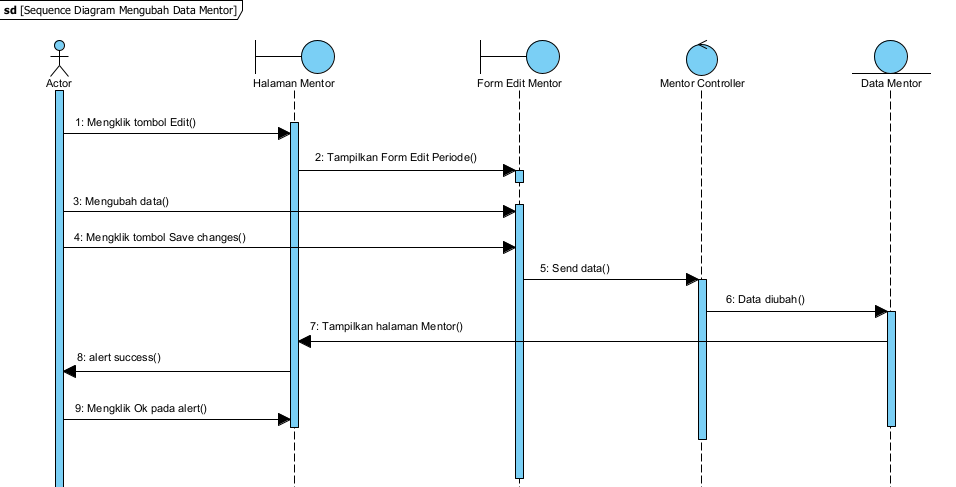 sd [Sequence Diagram Mengubah Data Mentor]
Actor
Halaman Mentor
Form Edit Mentor
Mentor Controller
Data Mentor
1: Mengklik tombol Edit()
2: Tampilkan Form Edit Periode()
3: Mengubah data()
4: Mengklik tombol Save changes()
5: Send data()
6: Data diubah()
7: Tampilkan halaman Mentor()
8: alert success()
9: Mengklik Ok pada alert()